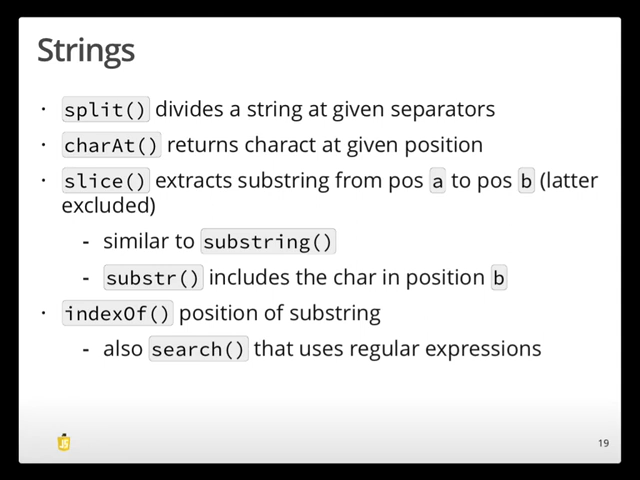 Strings
· split() divides a string at given separators
· charAt() returns charact at given position
· slice() extracts substring from pos a to pos b (latter
excluded)
- similar to substring()
- substr() includes the char in position b
· indexOf() position of substring
- also search() that uses regular expressions
JS
19